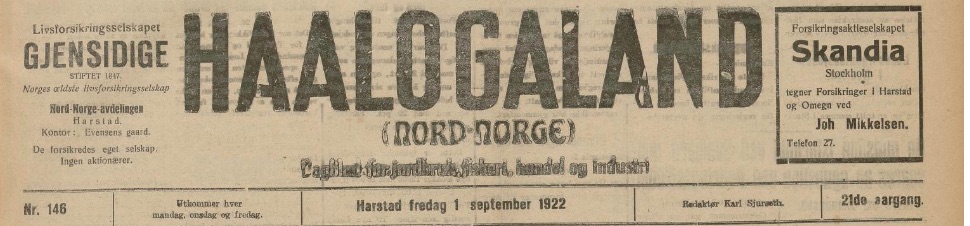 Livsforsikringsselskapet
GJENSIDIGE
STIFTET 1847.
Norges ældste livsforsikringsselskap
Nord-Norge-avdelingen
Harstad.
Kontor: Evensens gaard.
De forsikredes eget selskap.
Ingen aktionærer.
HAALOGALAND
(NORD-NORGE)
Dagblad for jordbruk, fiskeri, handel og industri
Forsikringsaktieselskapet
Skandia
Stockholm
tegner Forsikringer i Harstad
og Omegn ved
Joh Mikkelsen.
Telefon 27.
Nr. 146
Utkommer hver
mandag, onsdag og fredag.
Harstad fredag 1 september 1922
Redaktør Karl Sjurseth.
21de aargang.